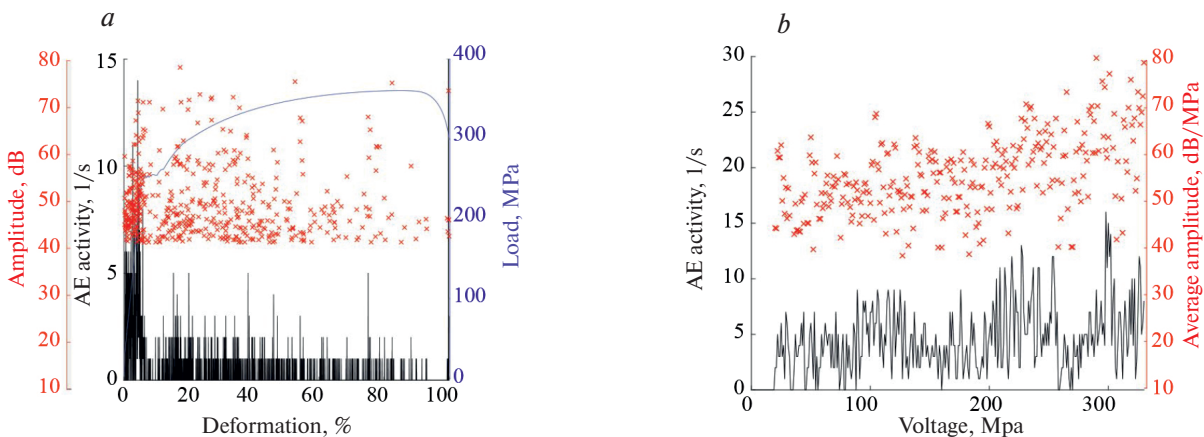 a
Amplitude, dB
80
70
60
50
40
30
20
10
AE activity, 1/s
15
10
5
0
Load, MPa
400
300
200
100
0
0 20 40 60 80 100
Deformation, %
b
AE activity, 1/s
30
25
20
15
10
5
0
Average amplitude, dB/MPa
80
70
60
50
40
30
20
10
0 100 200 300
Voltage, Mpa